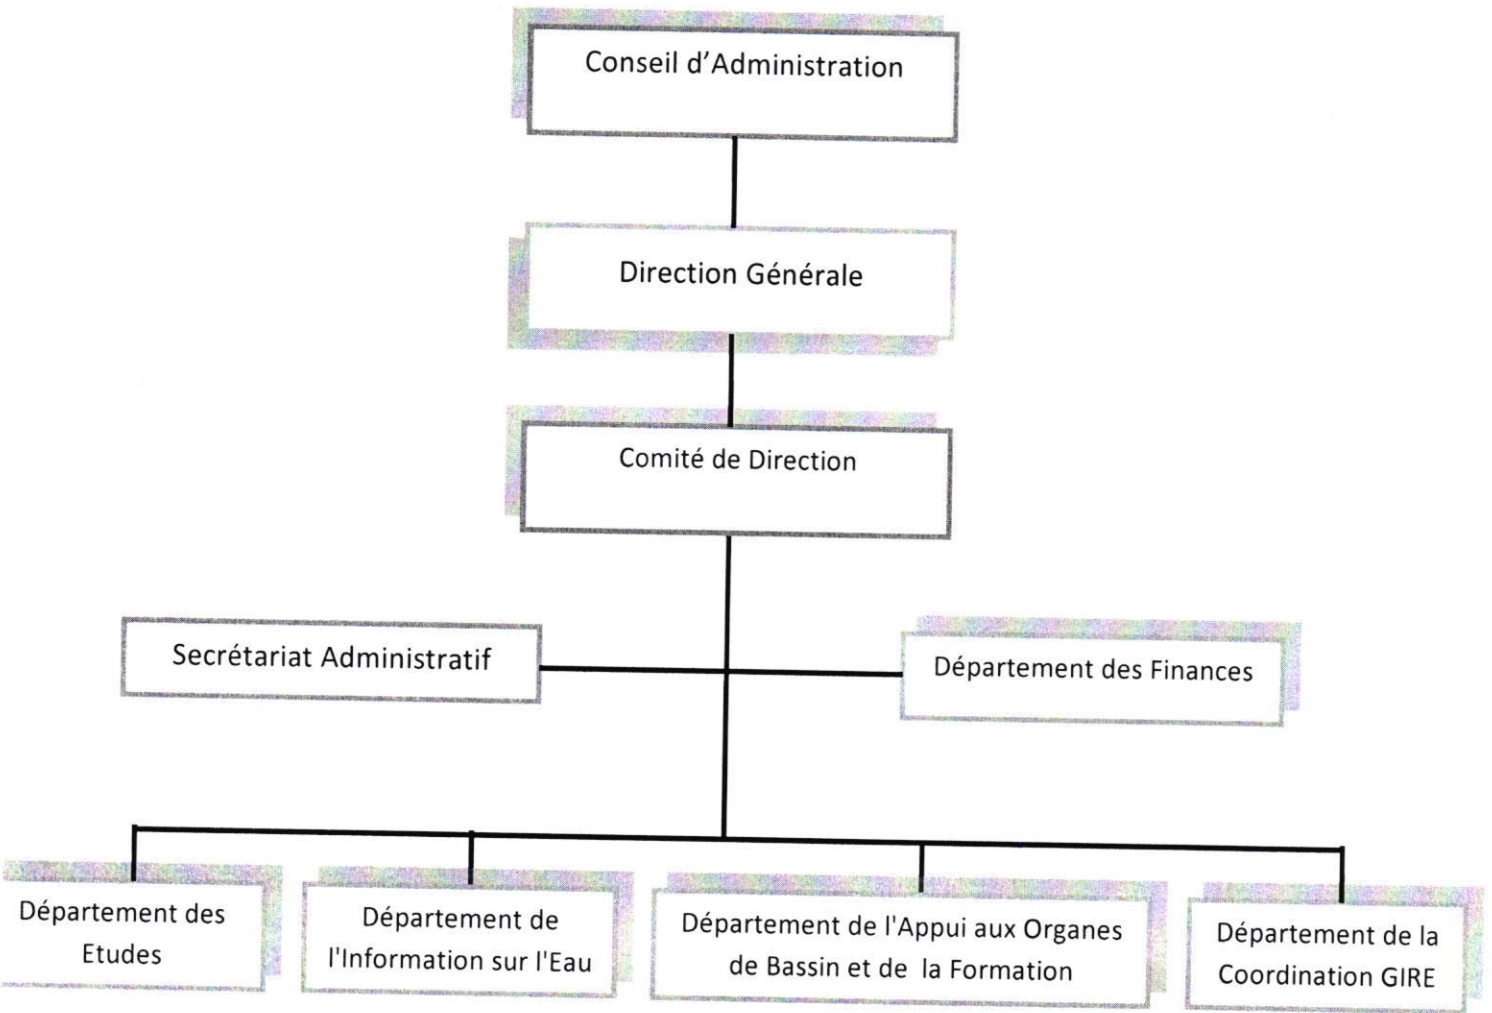 Conseil d'Administration
Direction Générale
Comité de Direction
Secrétariat Administratif
Département des Finances
Département des
Etudes
Département de
l'Information sur l'Eau
Département de l'Appui aux Organes
de Bassin et de la Formation
Département de la
Coordination GIRE